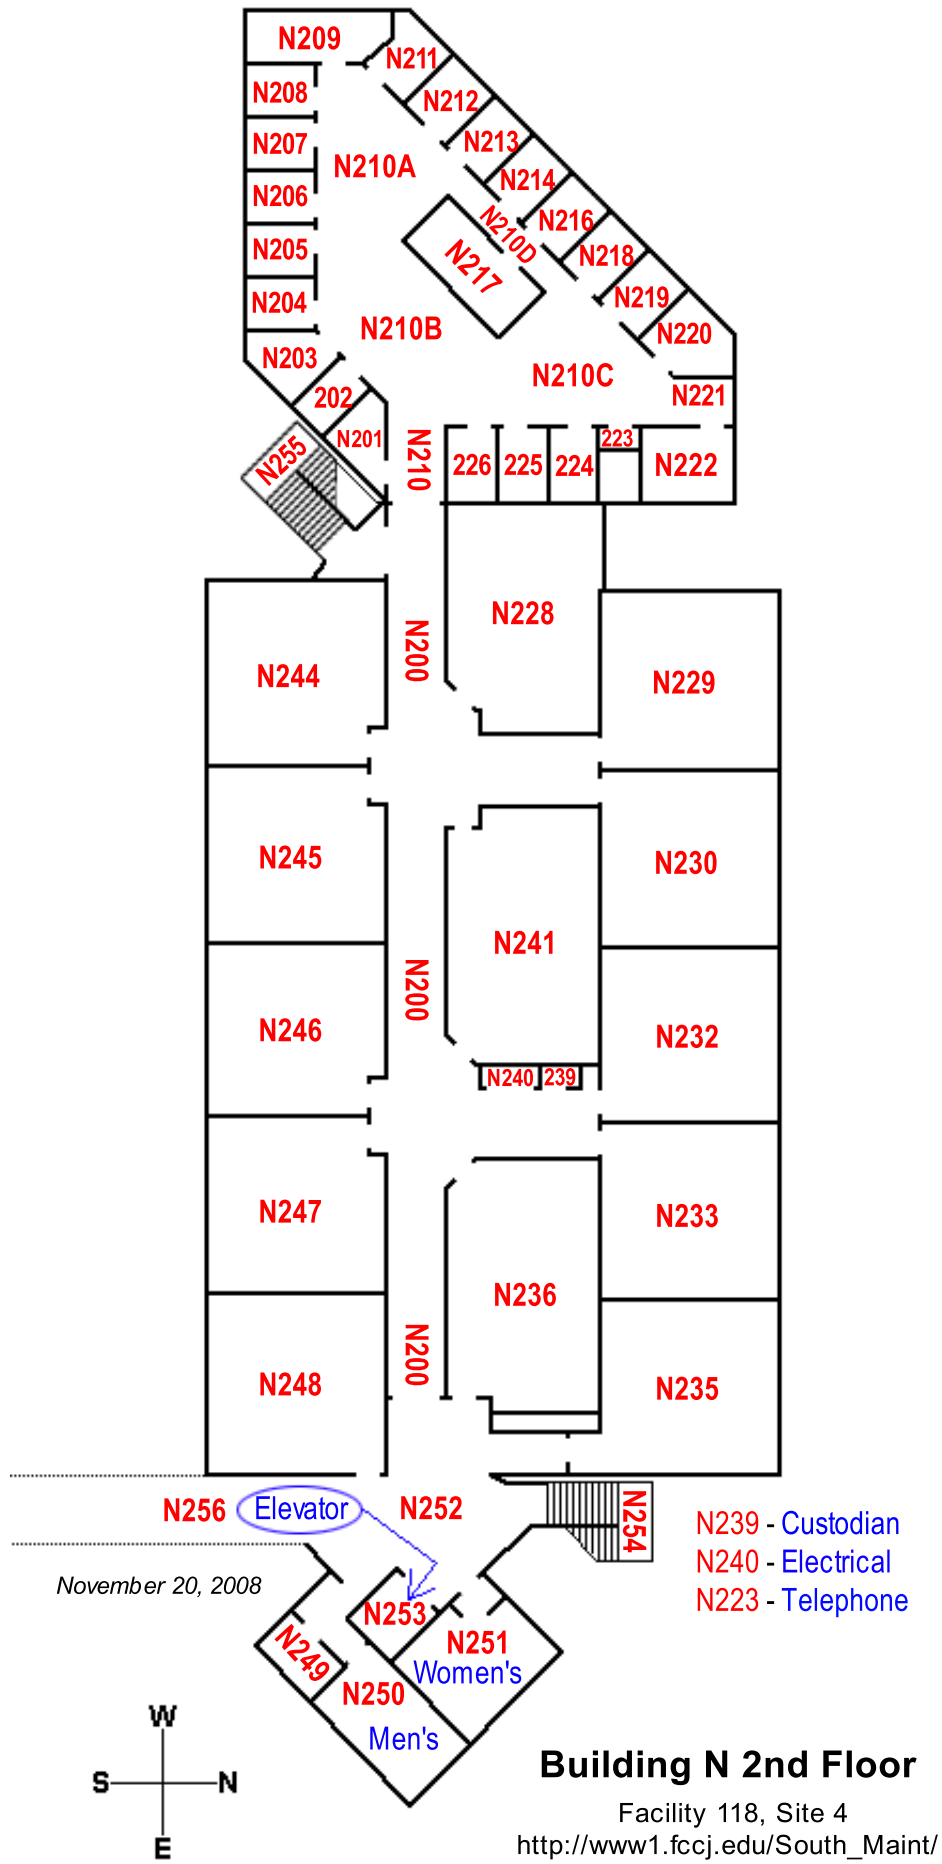 N209
N211
N208
N212
N207
N213
N210A
N214
N206
N216
N210D
N205
N218
N217
N219
N204
N210B
N220
N203
N210C
N221
202
N201
N210
N255
226
225
224
223
N222
N228
N200
N244
N229
N245
N230
N241
N200
N246
N232
N240
239
N247
N233
N236
N200
N248
N235
N256
Elevator
N252
N254
N239 - Custodian
N240 - Electrical
N223 - Telephone
November 20, 2008
N253
N251
Women's
N249
N250
Men's
W
S
N
E
Building N 2nd Floor
Facility 118, Site 4
http://www1.fccj.edu/South_Maint/